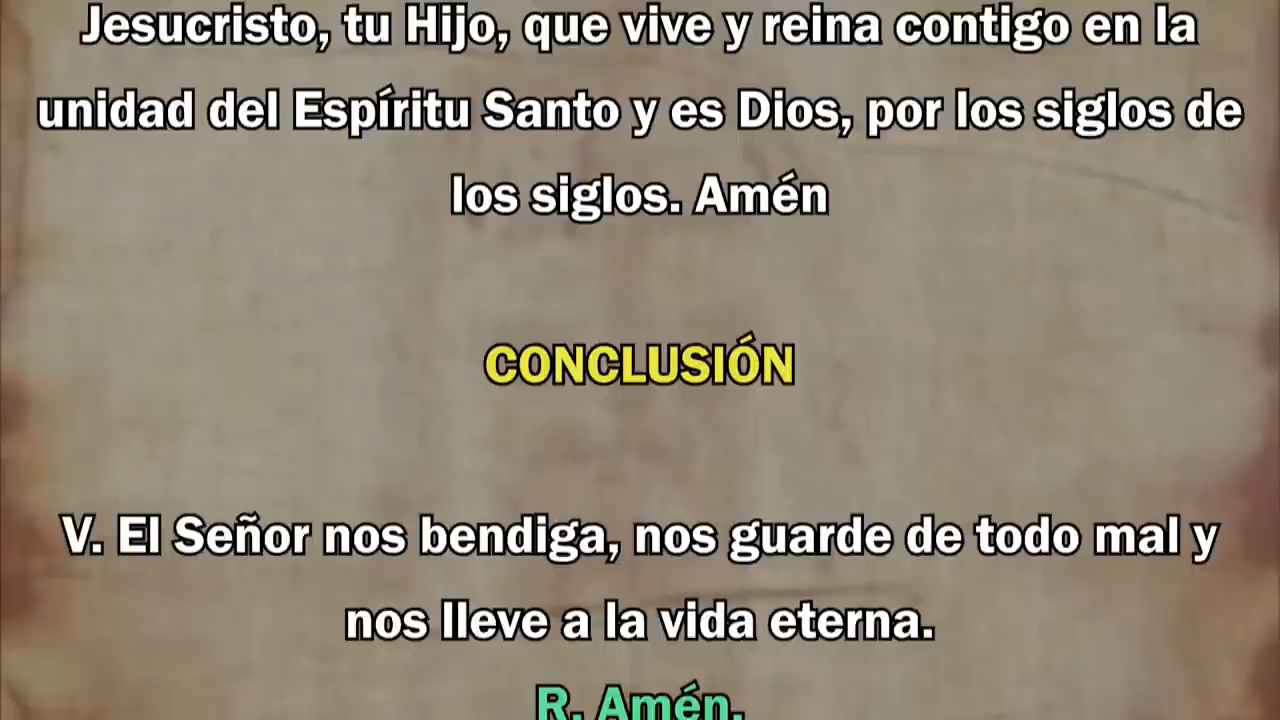 Jesucristo, tu Hijo, que vive y reina contigo en la
unidad del Espíritu Santo y es Dios, por los siglos de
los siglos. Amén
CONCLUSIÓN
V. El Señor nos bendiga, nos guarde de todo mal y
nos lleve a la vida eterna.
R. Amén.